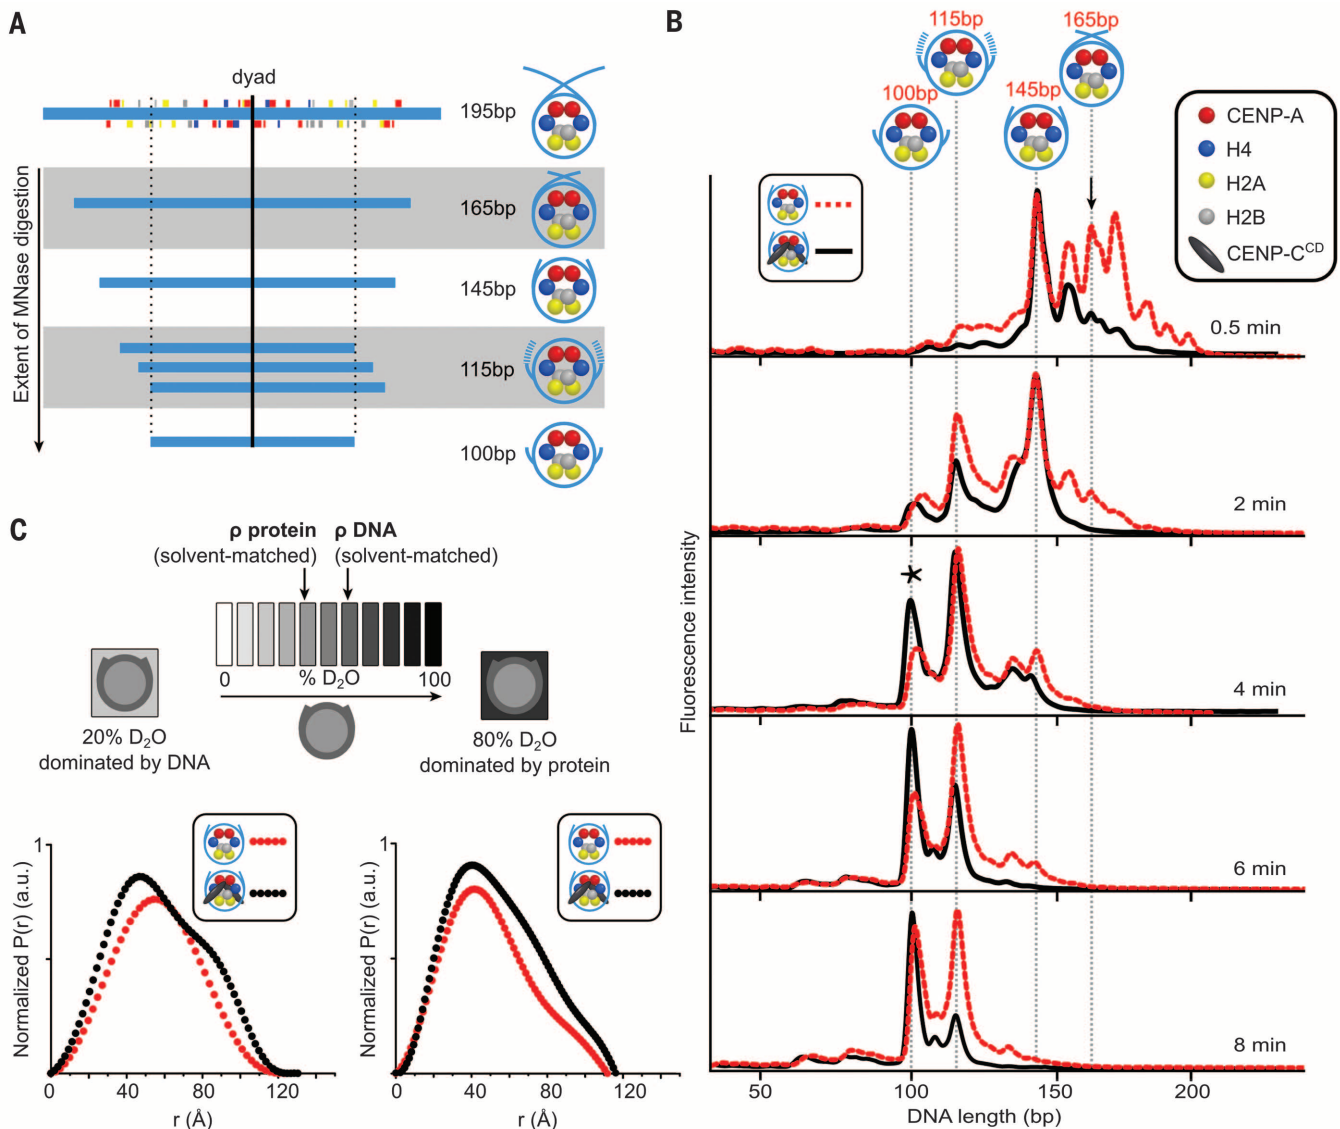 A
dyad
Extent of MNase digestion
195bp
165bp
145bp
115bp
100bp
B
100bp
115bp
145bp
165bp
CENP-A
H4
H2A
H2B
CENP-C^CD
0.5 min
2 min
4 min
6 min
8 min
Fluorescence intensity
50
100
150
200
DNA length (bp)
C
ρ protein
(solvent-matched)
ρ DNA
(solvent-matched)
0
% D₂O
100
20% D₂O
dominated by DNA
80% D₂O
dominated by protein
1
Normalized P(r) (a.u.)
0
40
80
120
r (Å)
1
Normalized P(r) (a.u.)
0
40
80
120
r (Å)